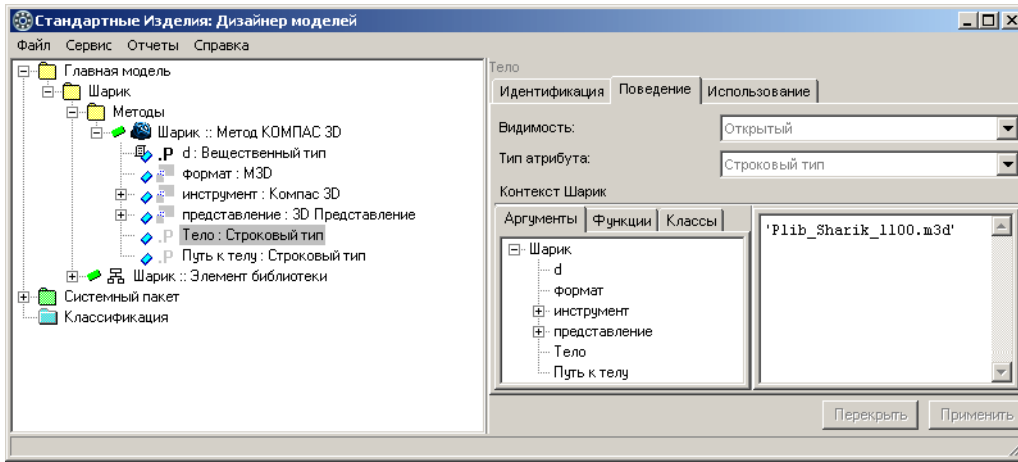 Стандартные Изделия: Дизайнер моделей
Файл Сервис Отчеты Справка
Главная модель
Шарик
Методы
Шарик :: Метод КОМПАС 3D
.P d : Вещественный тип
формат : M3D
инструмент : Компас 3D
представление : 3D Представление
.P Тело : Строковый тип
.P Путь к телу : Строковый тип
Шарик :: Элемент библиотеки
Системный пакет
Классификация
Тело
Идентификация Поведение Использование
Видимость: Открытый
Тип атрибута: Строковый тип
Контекст Шарик
Аргументы Функции Классы
Шарик
d
формат
инструмент
представление
Тело
Путь к телу
'Plib_Sharik_1100.m3d'
Перекрыть Применить